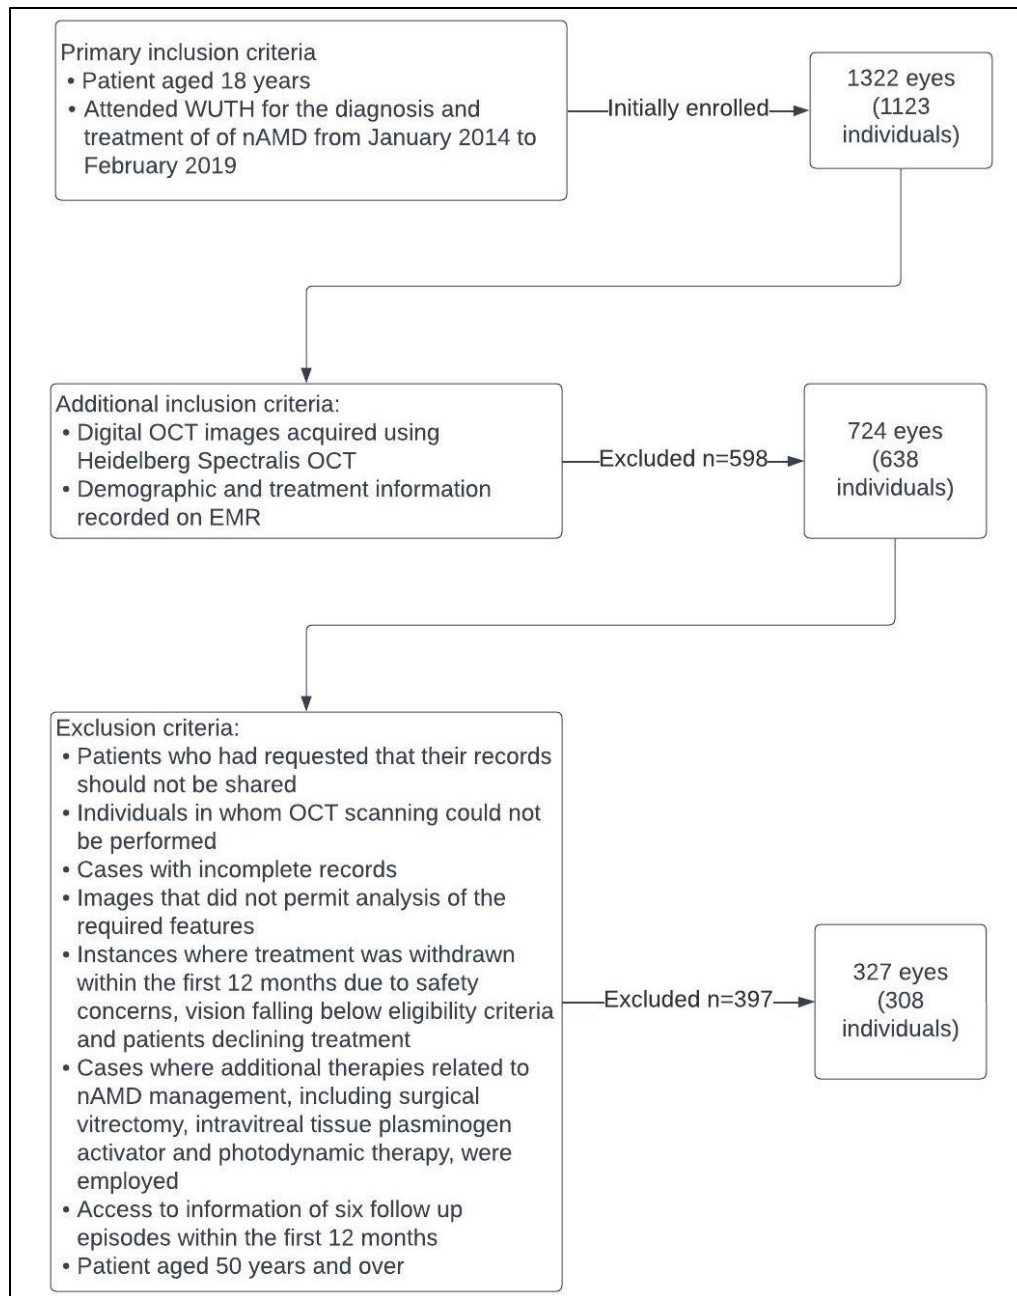 Primary inclusion criteria
• Patient aged 18 years
• Attended WUTH for the diagnosis and
treatment of of nAMD from January 2014 to
February 2019
Initially enrolled
1322 eyes
(1123
individuals)
Additional inclusion criteria:
• Digital OCT images acquired using
Heidelberg Spectralis OCT
• Demographic and treatment information
recorded on EMR
Excluded n=598
724 eyes
(638
individuals)
Exclusion criteria:
• Patients who had requested that their records
should not be shared
• Individuals in whom OCT scanning could not
be performed
• Cases with incomplete records
• Images that did not permit analysis of the
required features
• Instances where treatment was withdrawn
within the first 12 months due to safety
concerns, vision falling below eligibility criteria
and patients declining treatment
• Cases where additional therapies related to
nAMD management, including surgical
vitrectomy, intravitreal tissue plasminogen
activator and photodynamic therapy, were
employed
• Access to information of six follow up
episodes within the first 12 months
• Patient aged 50 years and over
Excluded n=397
327 eyes
(308
individuals)